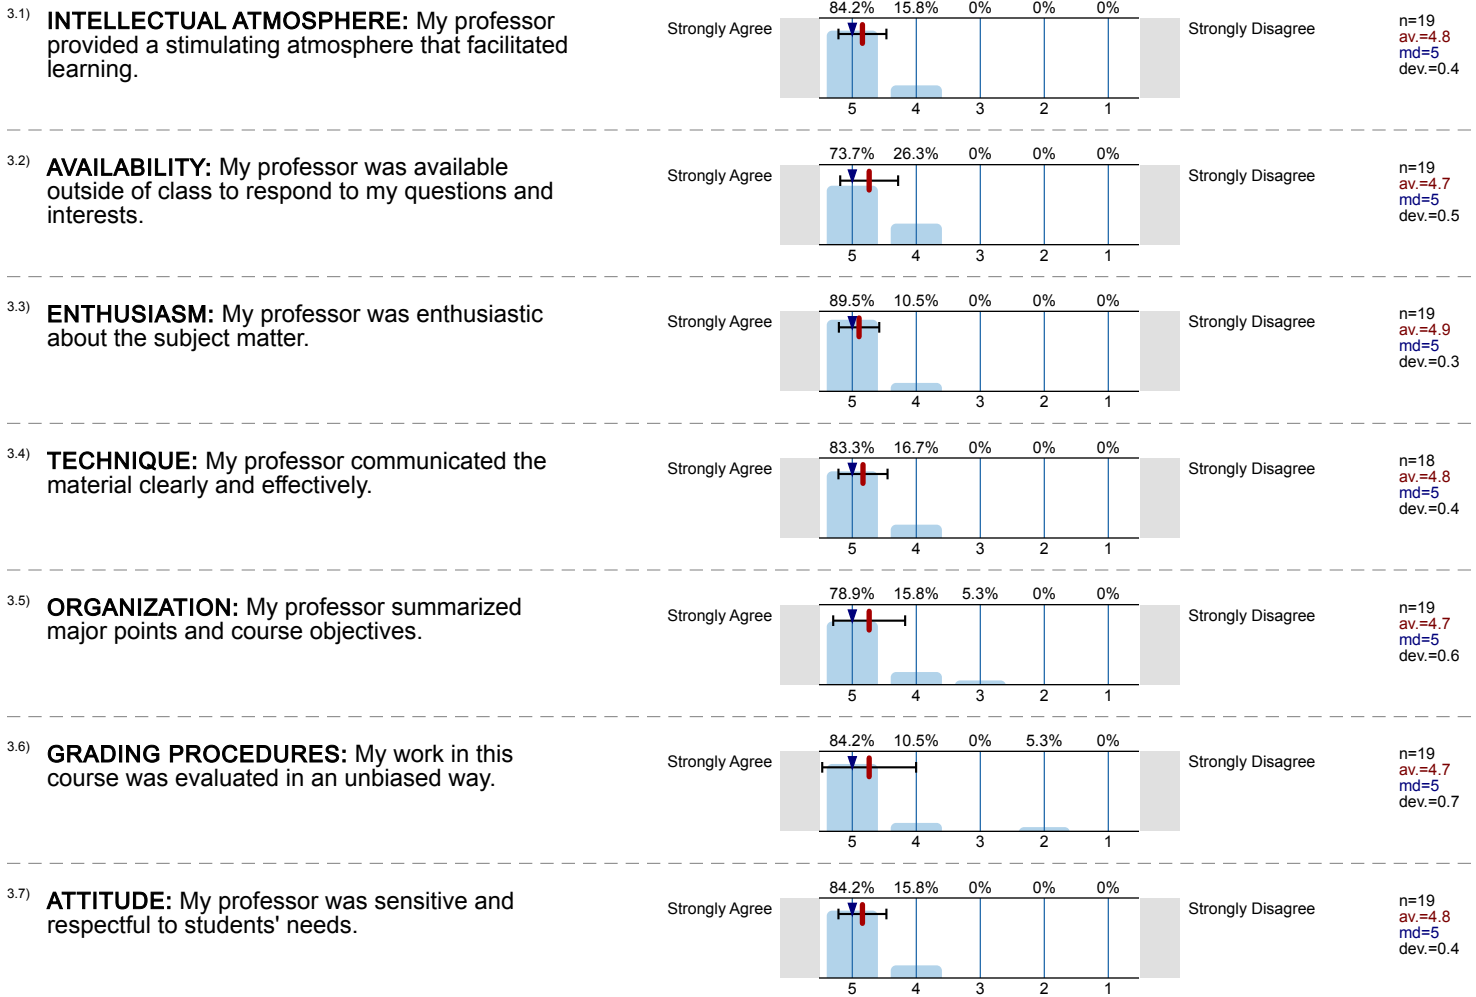 3.1) INTELLECTUAL ATMOSPHERE: My professor
provided a stimulating atmosphere that facilitated
learning.
Strongly Agree
84.2% 15.8% 0% 0% 0%
5 4 3 2 1
Strongly Disagree
n=19
av.=4.8
md=5
dev.=0.4
3.2) AVAILABILITY: My professor was available
outside of class to respond to my questions and
interests.
Strongly Agree
73.7% 26.3% 0% 0% 0%
5 4 3 2 1
Strongly Disagree
n=19
av.=4.7
md=5
dev.=0.5
3.3) ENTHUSIASM: My professor was enthusiastic
about the subject matter.
Strongly Agree
89.5% 10.5% 0% 0% 0%
5 4 3 2 1
Strongly Disagree
n=19
av.=4.9
md=5
dev.=0.3
3.4) TECHNIQUE: My professor communicated the
material clearly and effectively.
Strongly Agree
83.3% 16.7% 0% 0% 0%
5 4 3 2 1
Strongly Disagree
n=18
av.=4.8
md=5
dev.=0.4
3.5) ORGANIZATION: My professor summarized
major points and course objectives.
Strongly Agree
78.9% 15.8% 5.3% 0% 0%
5 4 3 2 1
Strongly Disagree
n=19
av.=4.7
md=5
dev.=0.6
3.6) GRADING PROCEDURES: My work in this
course was evaluated in an unbiased way.
Strongly Agree
84.2% 10.5% 0% 5.3% 0%
5 4 3 2 1
Strongly Disagree
n=19
av.=4.7
md=5
dev.=0.7
3.7) ATTITUDE: My professor was sensitive and
respectful to students' needs.
Strongly Agree
84.2% 15.8% 0% 0% 0%
5 4 3 2 1
Strongly Disagree
n=19
av.=4.8
md=5
dev.=0.4